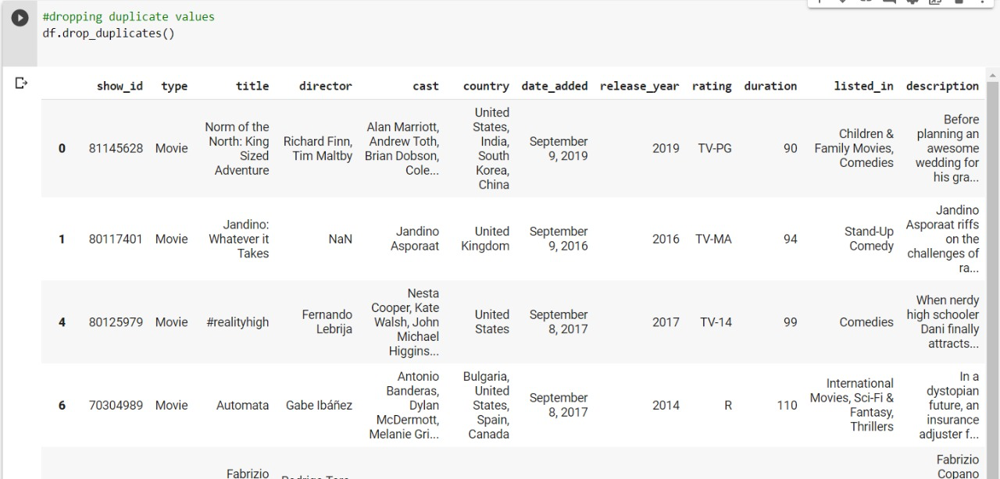 #dropping duplicate values
df.drop_duplicates()
show_id type title director cast country date_added release_year rating duration listed_in description
0 81145628 Movie Norm of the North: King Sized Adventure Richard Finn, Tim Maltby Alan Marriott, Andrew Toth, Brian Dobson, Cole... United States, India, South Korea, China September 9, 2019 2019 TV-PG 90 Children & Family Movies, Comedies Before planning an awesome wedding for his gra...
1 80117401 Movie Jandino: Whatever it Takes NaN Jandino Asporaat United Kingdom September 9, 2016 2016 TV-MA 94 Stand-Up Comedy Jandino Asporaat riffs on the challenges of ra...
4 80125979 Movie #realityhigh Fernando Lebrija Nesta Cooper, Kate Walsh, John Michael Higgins... United States September 8, 2017 2017 TV-14 99 Comedies When nerdy high schooler Dani finally attracts...
6 70304989 Movie Automata Gabe Ibáñez Antonio Banderas, Dylan McDermott, Melanie Gri... Bulgaria, United States, Spain, Canada September 8, 2017 2014 R 110 International Movies, Sci-Fi & Fantasy, Thrillers In a dystopian future, an insurance adjuster f...
Fabrizio Fabrizio Copano